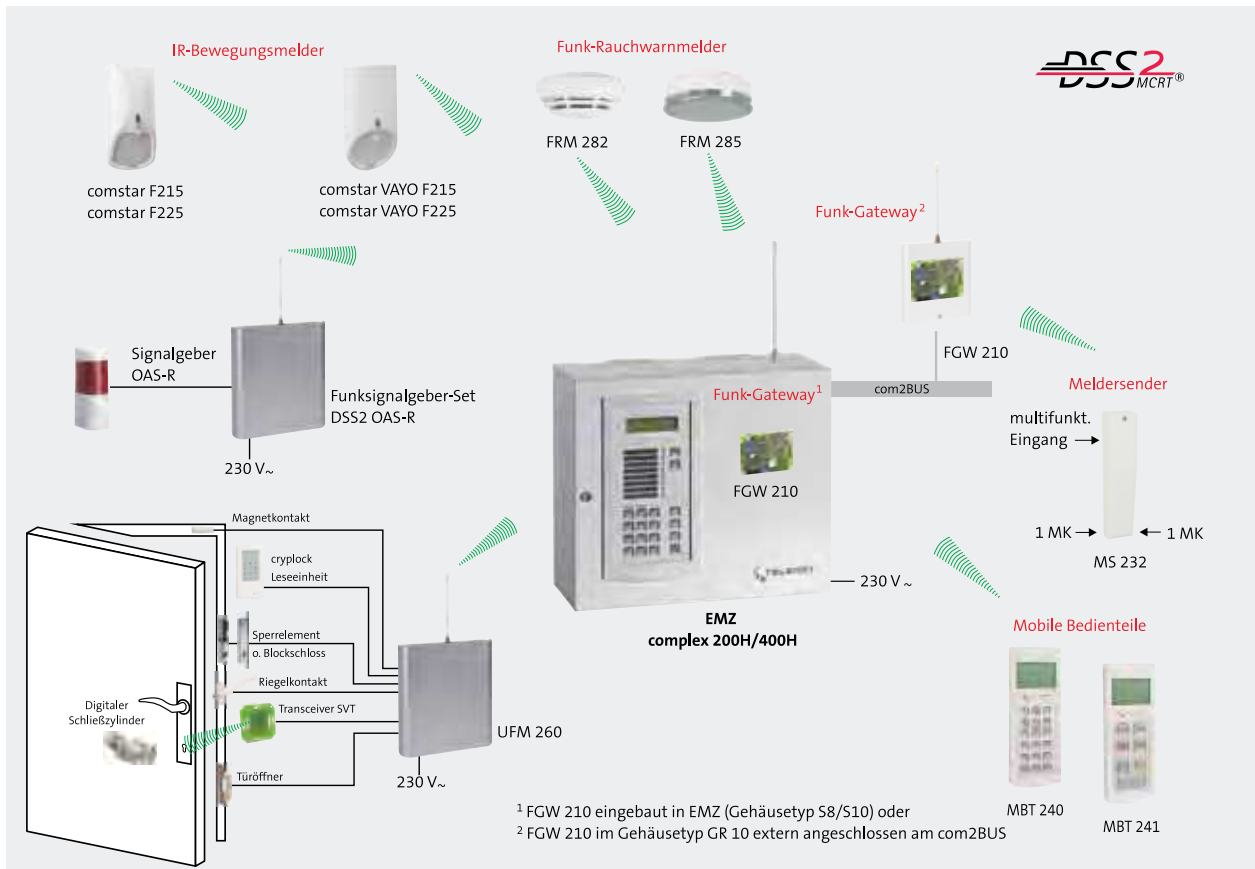 IR-Bewegungsmelder
Funk-Rauchwarnmelder
DSS2
MCRT®
FRM 282
FRM 285
comstar F215
comstar F225
comstar VAYO F215
comstar VAYO F225
Funk-Gateway²
FGW 210
Signalgeber
OAS-R
Funksignalgeber-Set
DSS2 OAS-R
230 V~
Funk-Gateway¹
com2BUS
FGW 210
TELENOT
230 V ~
EMZ
complex 200H/400H
Meldersender
multifunkt.
Eingang
1 MK
1 MK
MS 232
Magnetkontakt
cryplock
Leseeinheit
Sperrelement
o. Blockschloss
Riegelkontakt
Transceiver SVT
Digitaler
Schließzylinder
Türöffner
UFM 260
230 V~
Mobile Bedienteile
MBT 240
MBT 241
¹ FGW 210 eingebaut in EMZ (Gehäusetyp S8/S10) oder
² FGW 210 im Gehäusetyp GR 10 extern angeschlossen am com2BUS